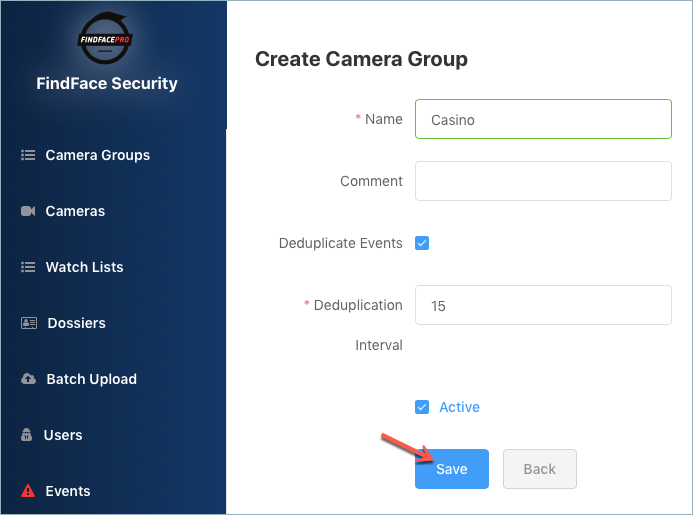 FINDFACEPRO
FindFace Security
Camera Groups
Cameras
Watch Lists
Dossiers
Batch Upload
Users
Events
Create Camera Group
* Name
Casino
Comment
Deduplicate Events
* Deduplication
Interval
15
Active
Save
Back